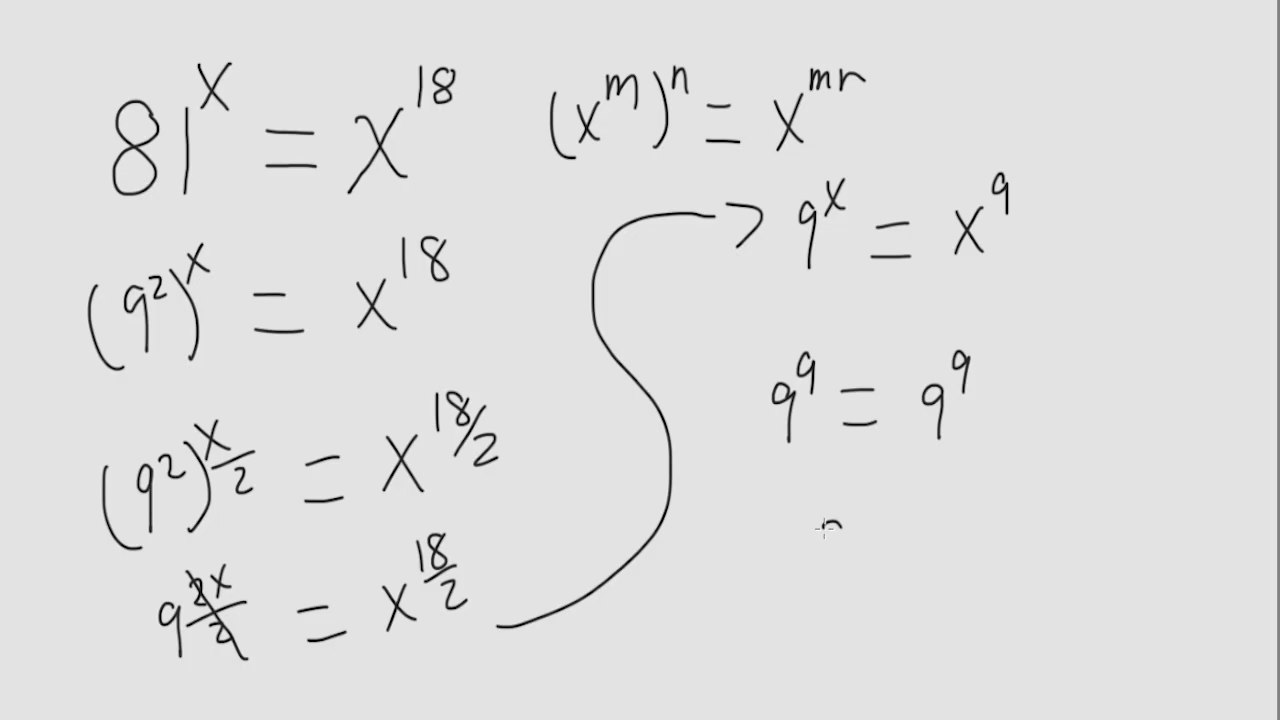 81^x = x^18
(9^2)^x = x^18
(9^2)^x/2 = x^18/2
9^2x/2 = x^18/2
(x^m)^n = x^mn
9^x = x^9
9^9 = 9^9